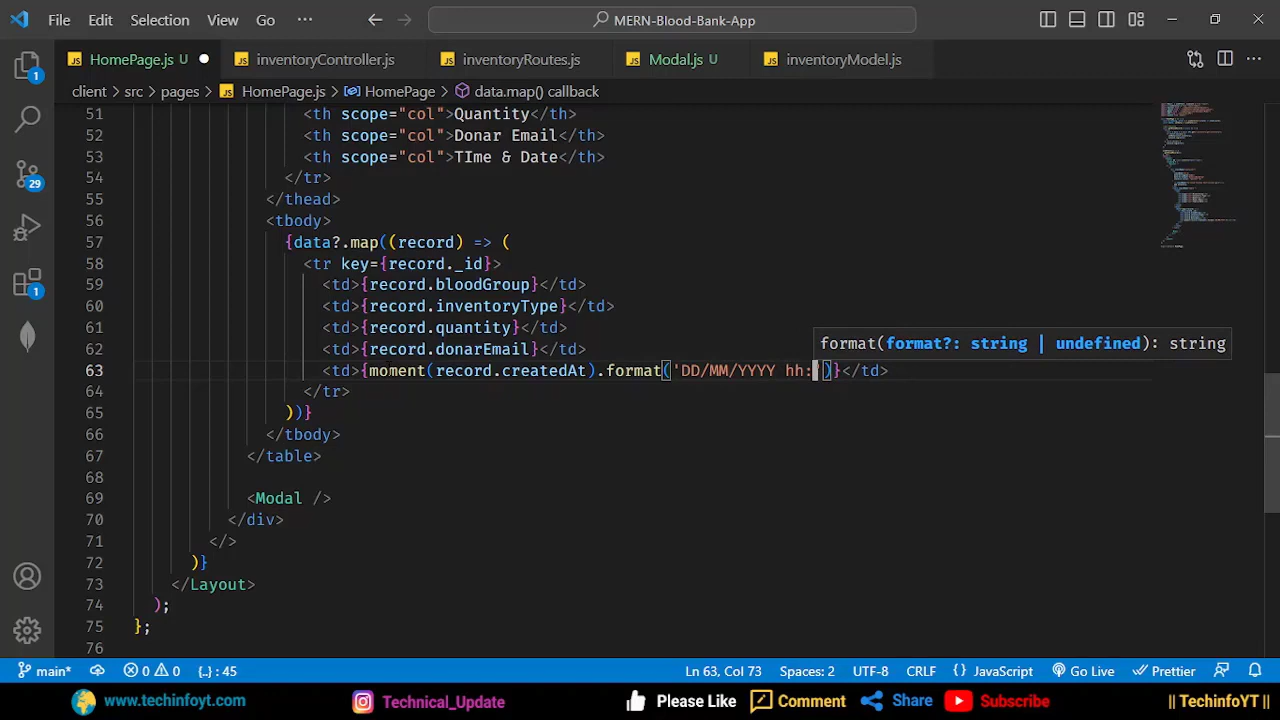 File Edit Selection View Go ··· MERN-Blood-Bank-App
HomePage.js U inventoryController.js inventoryRoutes.js Modal.js U inventoryModel.js
client > src > pages > HomePage.js > HomePage > data.map() callback
51 <th scope="col">Quantity</th>
52 <th scope="col">Donar Email</th>
53 <th scope="col">TIme & Date</th>
54 </tr>
55 </thead>
56 <tbody>
57 {data?.map((record) => (
58 <tr key={record._id}>
59 <td>{record.bloodGroup}</td>
60 <td>{record.inventoryType}</td>
61 <td>{record.quantity}</td>
format(format?: string | undefined): string
62 <td>{record.donarEmail}</td>
63 <td>{moment(record.createdAt).format('DD/MM/YYYY hh:')}</td>
64 </tr>
65 ))}
66 </tbody>
67 </table>
68
69 <Modal />
70 </div>
71 </>
72 )}
73 </Layout>
74 );
75 };
76
1
29
1
main* 0 0 {..} : 45 Ln 63, Col 73 Spaces: 2 UTF-8 CRLF {} JavaScript Go Live Prettier
www.techinfoyt.com Technical_Update Please Like Comment Share Subscribe || TechinfoYT ||